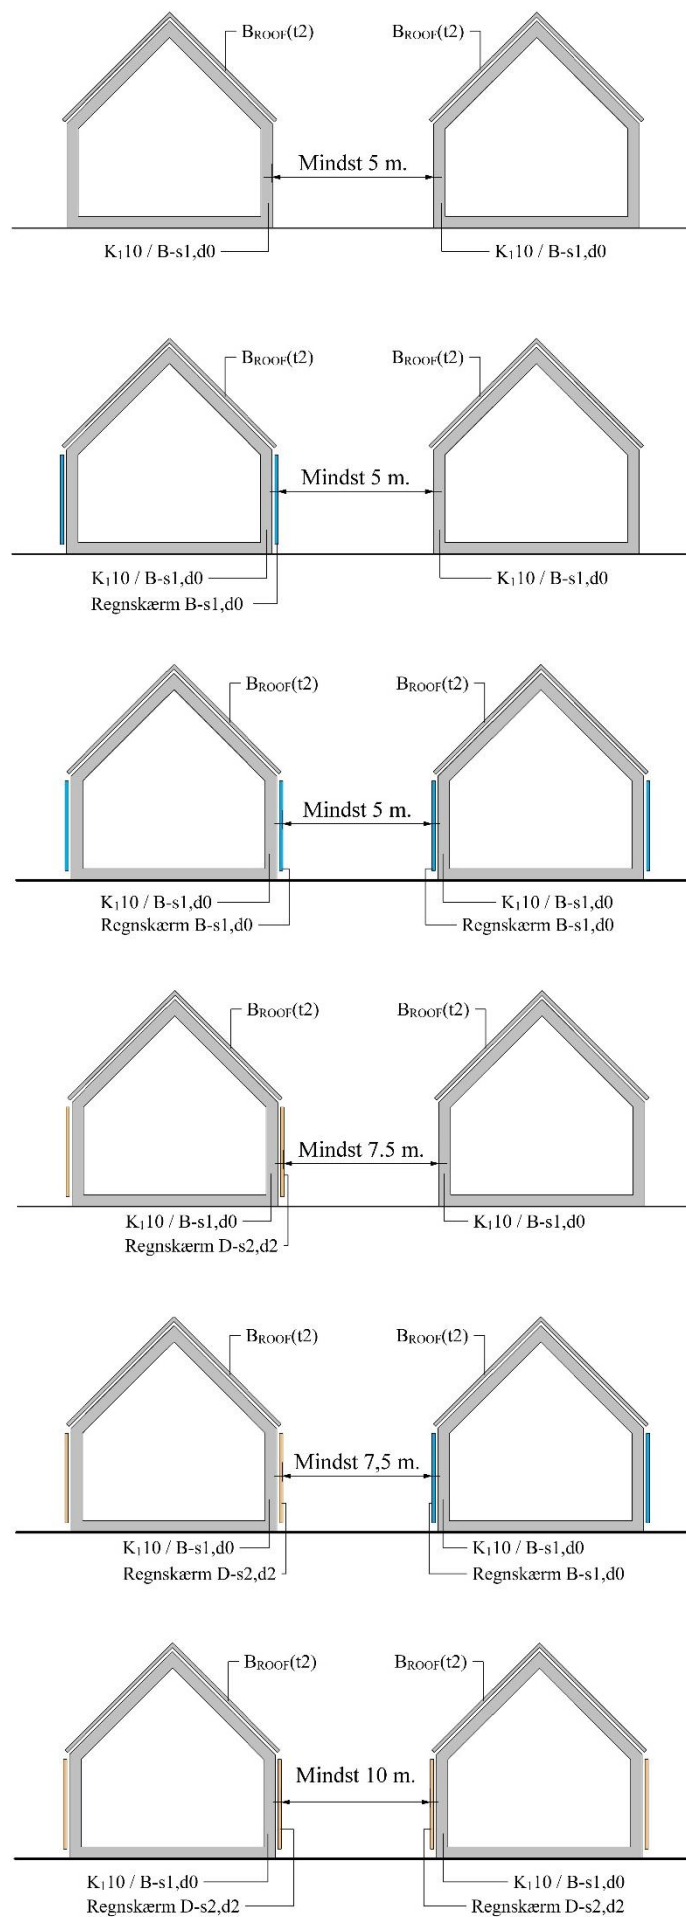 BROOF(t2) BROOF(t2)
Mindst 5 m.
K₁10 / B-s1,d0 K₁10 / B-s1,d0
BROOF(t2) BROOF(t2)
Mindst 5 m.
K₁10 / B-s1,d0 K₁10 / B-s1,d0
Regnskærm B-s1,d0
BROOF(t2) BROOF(t2)
Mindst 5 m.
K₁10 / B-s1,d0 K₁10 / B-s1,d0
Regnskærm B-s1,d0 Regnskærm B-s1,d0
BROOF(t2) BROOF(t2)
Mindst 7.5 m.
K₁10 / B-s1,d0 K₁10 / B-s1,d0
Regnskærm D-s2,d2
BROOF(t2) BROOF(t2)
Mindst 7,5 m.
K₁10 / B-s1,d0 K₁10 / B-s1,d0
Regnskærm D-s2,d2 Regnskærm B-s1,d0
BROOF(t2) BROOF(t2)
Mindst 10 m.
K₁10 / B-s1,d0 K₁10 / B-s1,d0
Regnskærm D-s2,d2 Regnskærm D-s2,d2